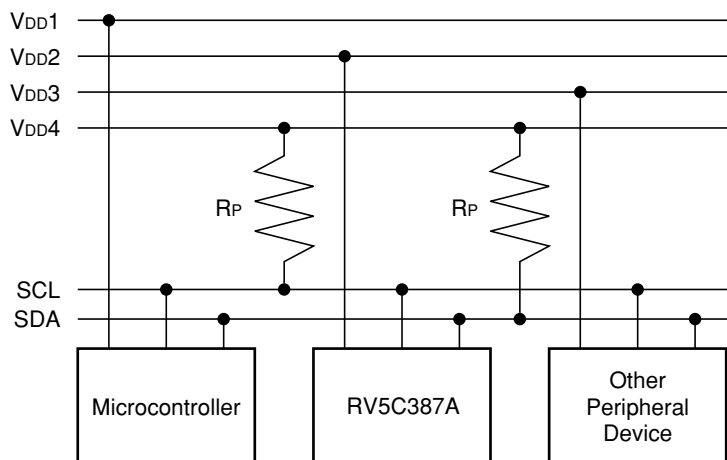 VDD1
VDD2
VDD3
VDD4
RP
RP
SCL
SDA
Microcontroller
RV5C387A
Other
Peripheral
Device